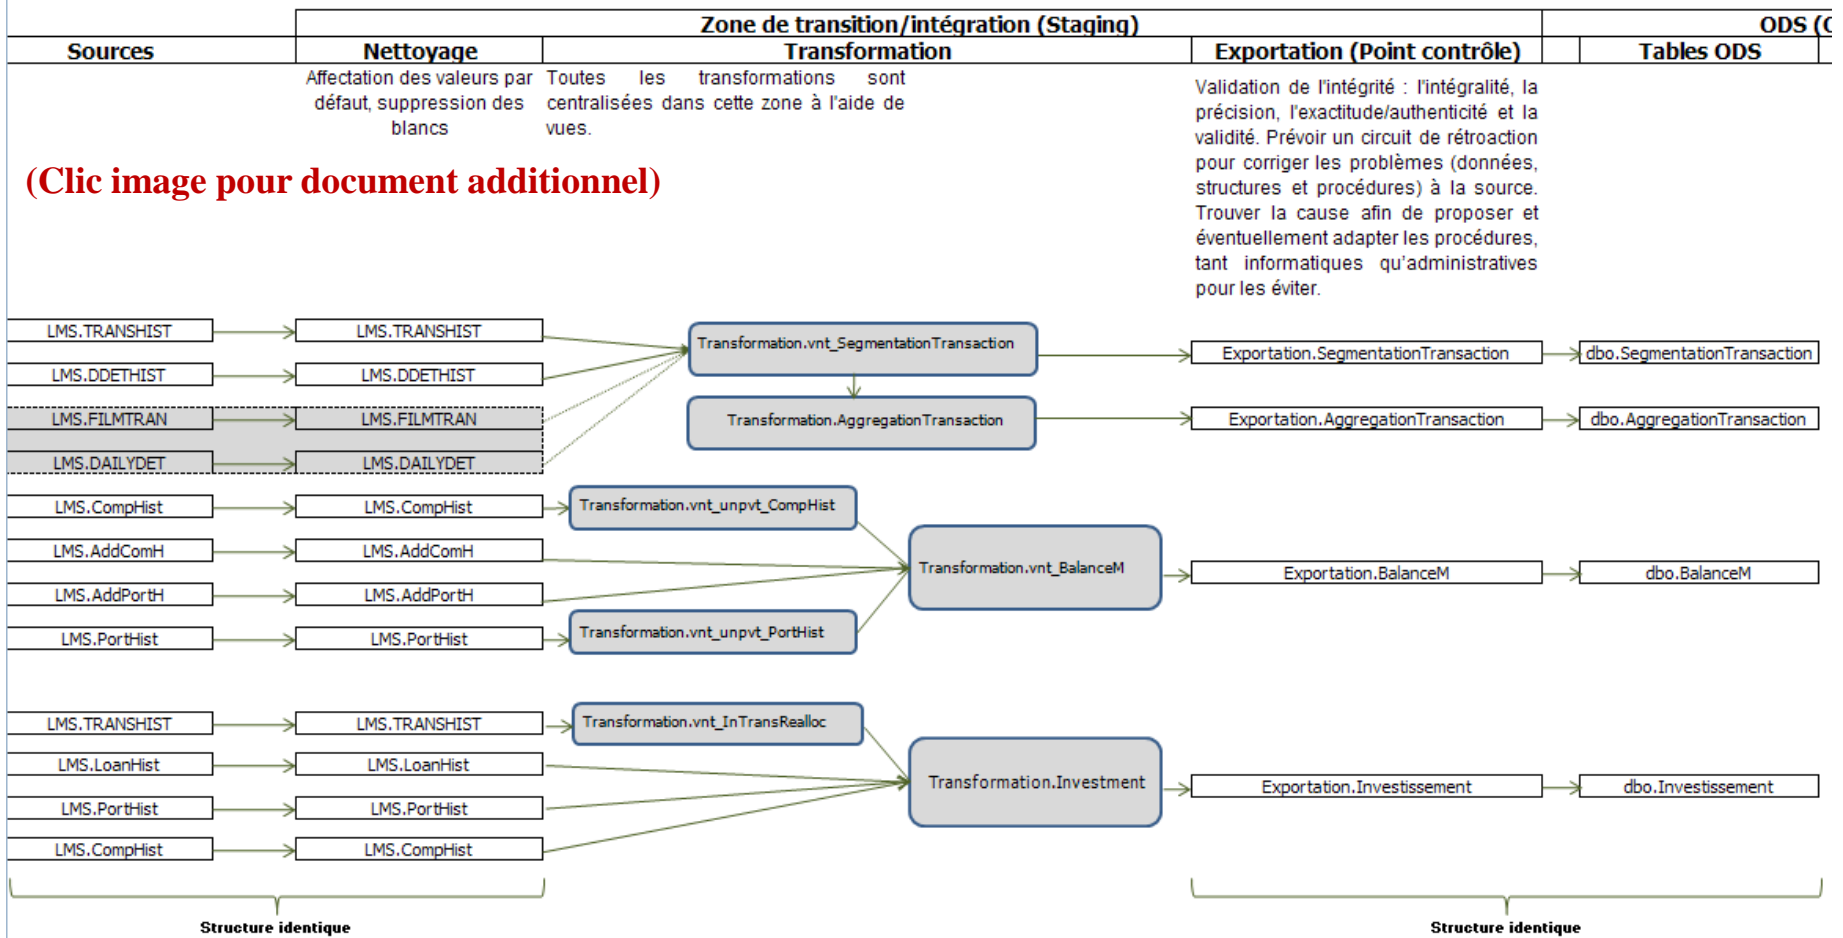 Zone de transition/intégration (Staging)
ODS (
Sources
Nettoyage
Transformation
Exportation (Point contrôle)
Tables ODS
Affectation des valeurs par
défaut, suppression des
blancs
Toutes les transformations sont
centralisées dans cette zone à l'aide de
vues.
Validation de l'intégrité : l'intégralité, la
précision, l'exactitude/authenticité et la
validité. Prévoir un circuit de rétroaction
pour corriger les problèmes (données,
structures et procédures) à la source.
Trouver la cause afin de proposer et
éventuellement adapter les procédures,
tant informatiques qu'administratives
pour les éviter.
(Clic image pour document additionnel)
LMS.TRANSHIST
LMS.TRANSHIST
Transformation.vnt_SegmentationTransaction
Exportation.SegmentationTransaction
dbo.SegmentationTransaction
LMS.DDETHIST
LMS.DDETHIST
LMS.FILMTRAN
LMS.FILMTRAN
Transformation.AggregationTransaction
Exportation.AggregationTransaction
dbo.AggregationTransaction
LMS.DAILYDET
LMS.DAILYDET
LMS.CompHist
LMS.CompHist
Transformation.vnt_unpvt_CompHist
LMS.AddComH
LMS.AddComH
Transformation.vnt_BalanceM
Exportation.BalanceM
dbo.BalanceM
LMS.AddPortH
LMS.AddPortH
LMS.PortHist
LMS.PortHist
Transformation.vnt_unpvt_PortHist
LMS.TRANSHIST
LMS.TRANSHIST
Transformation.vnt_InTransRealloc
LMS.LoanHist
LMS.LoanHist
Transformation.Investment
Exportation.Investissement
dbo.Investissement
LMS.PortHist
LMS.PortHist
LMS.CompHist
LMS.CompHist
Structure identique
Structure identique